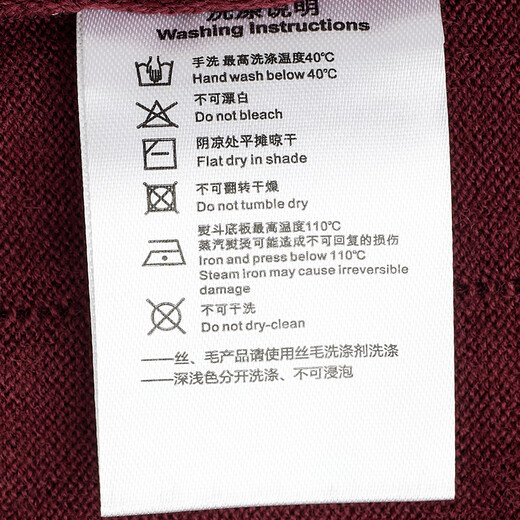 洗涤说明
Washing Instructions
手洗 最高洗涤温度40℃
Hand wash below 40℃
不可漂白
Do not bleach
阴凉处平摊晾干
Flat dry in shade
不可翻转干燥
Do not tumble dry
熨斗底板最高温度110℃
蒸汽熨烫可能造成不可回复的损伤
Iron and press below 110℃
Steam iron may cause irreversible
damage
不可干洗
Do not dry-clean
——丝、毛产品请使用丝毛洗涤剂洗涤
——深浅色分开洗涤、不可浸泡